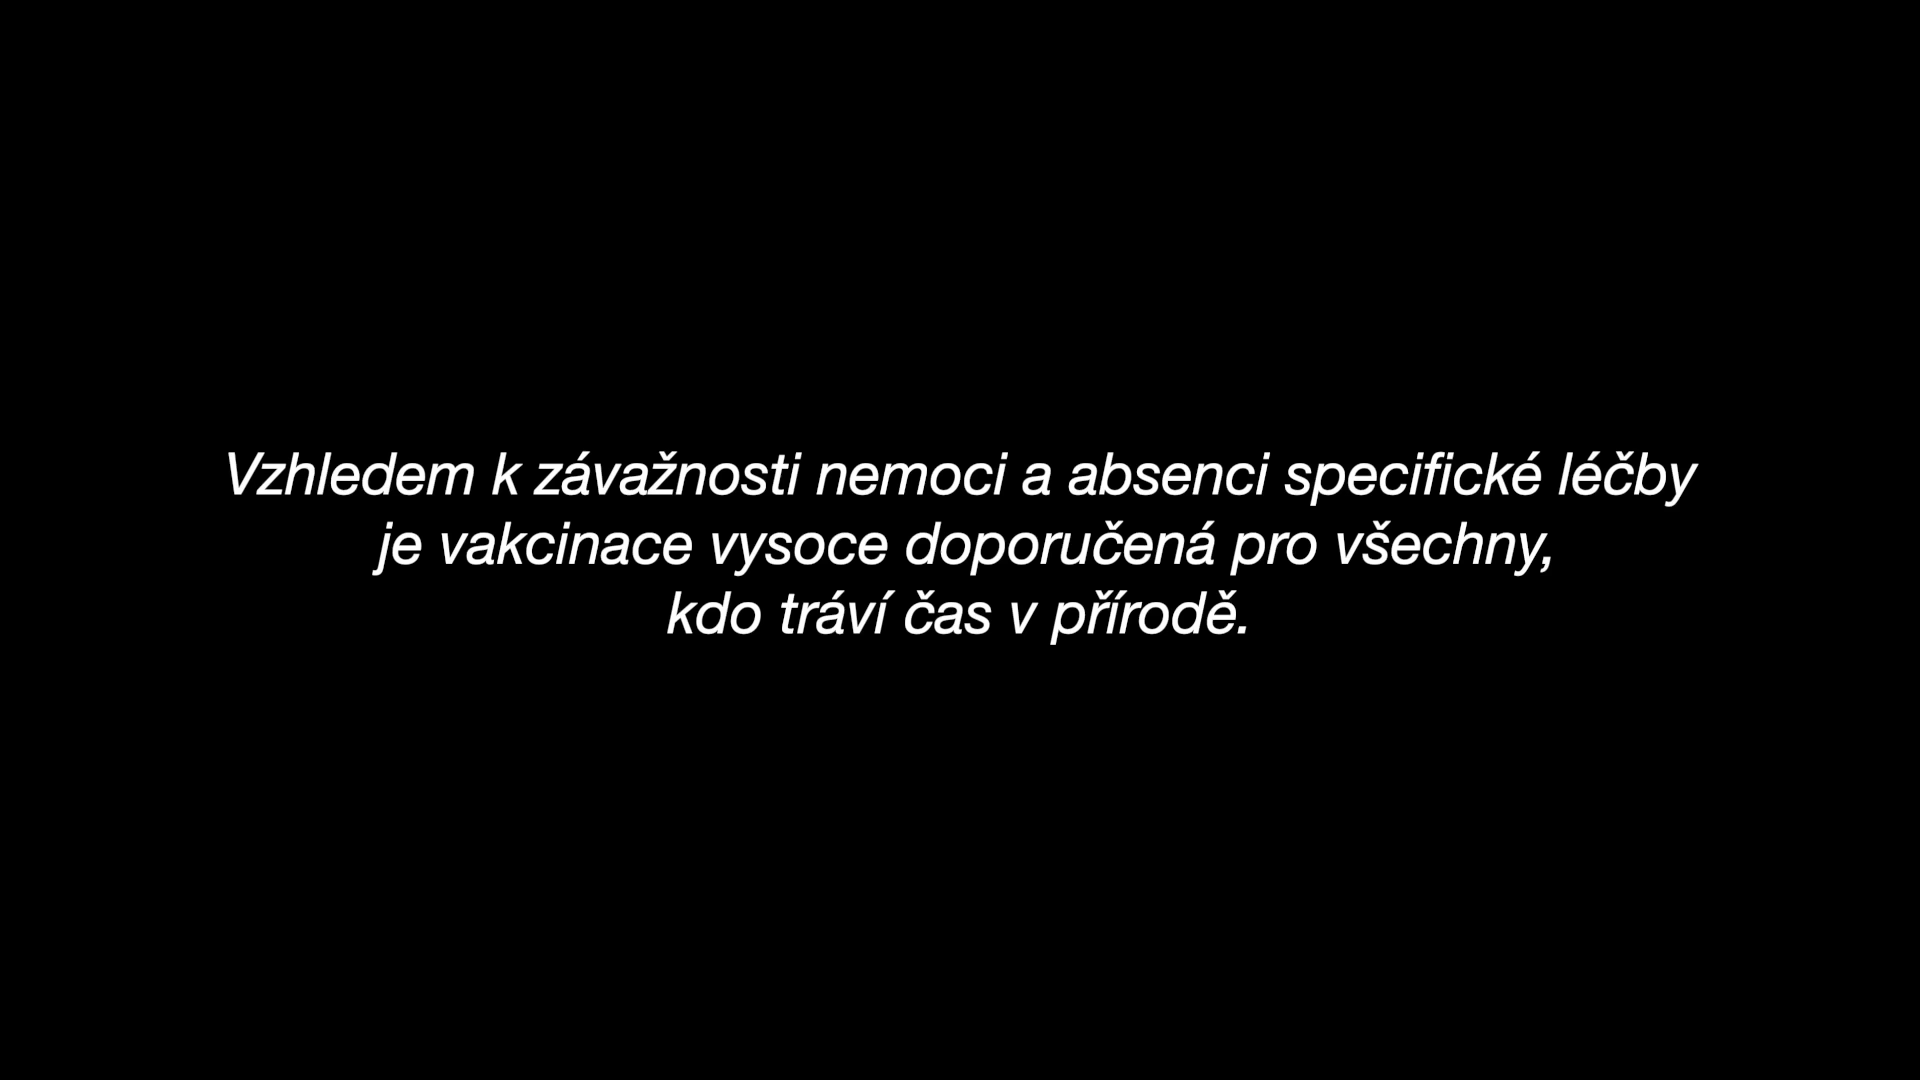 Vzhledem k závažnosti nemoci a absenci specifické léčby
je vakcinace vysoce doporučená pro všechny,
kdo tráví čas v přírodě.